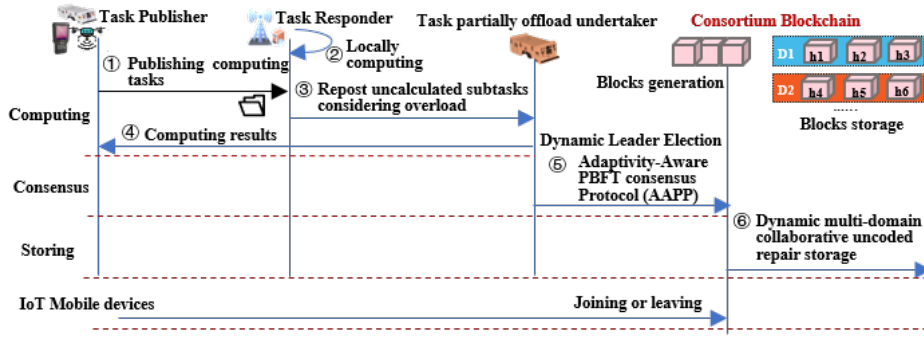 Task Publisher
Task Responder
Task partially offload undertaker
Consortium Blockchain
D1 h1 h2 h3
D2 h4 h5 h6
......
Blocks generation
Blocks storage
① Publishing computing
tasks
② Locally
computing
③ Repost uncalculated subtasks
considering overload
Computing
④ Computing results
Dynamic Leader Election
⑤ Adaptivity-Aware
PBFT consensus
Protocol (AAPP)
Consensus
⑥ Dynamic multi-domain
collaborative uncoded
repair storage
Storing
IoT Mobile devices
Joining or leaving